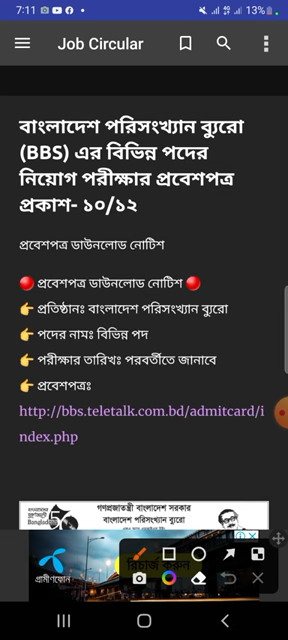 7:11
13%
Job Circular
বাংলাদেশ পরিসংখ্যান ব্যুরো
(BBS) এর বিভিন্ন পদের
নিয়োগ পরীক্ষার প্রবেশপত্র
প্রকাশ- ১০/১২
প্রবেশপত্র ডাউনলোড নোটিশ
🔴 প্রবেশপত্র ডাউনলোড নোটিশ 🔴
👉 প্রতিষ্ঠানঃ বাংলাদেশ পরিসংখ্যান ব্যুরো
👉 পদের নামঃ বিভিন্ন পদ
👉 পরীক্ষার তারিখঃ পরবর্তীতে জানাবে
👉 প্রবেশপত্রঃ
http://bbs.teletalk.com.bd/admitcard/i
ndex.php
গণপ্রজাতন্ত্রী বাংলাদেশ সরকার
বাংলাদেশ পরিসংখ্যান ব্যুরো
গ্রামীণফোন